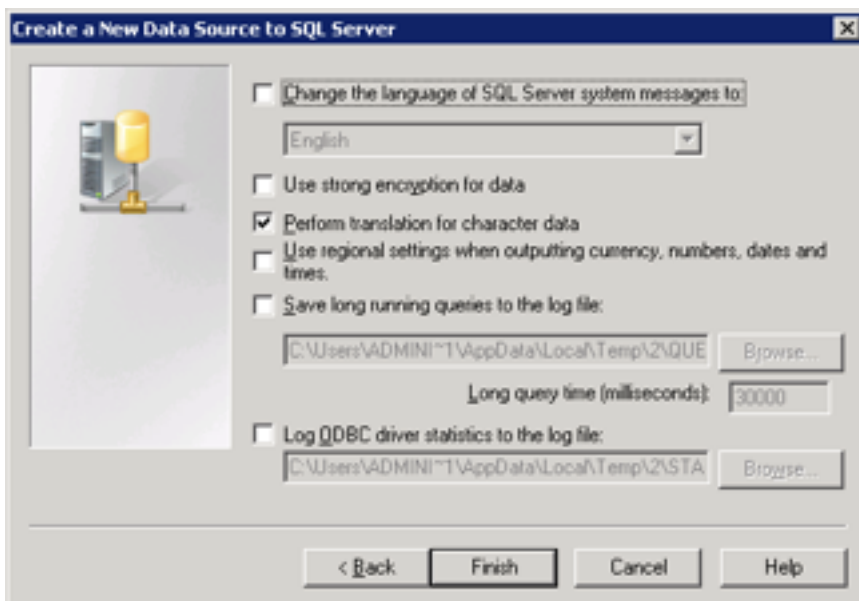 Create a New Data Source to SQL Server
Change the language of SQL Server system messages to:
English
Use strong encryption for data
Perform translation for character data
Use regional settings when outputting currency, numbers, dates and
times.
Save long running queries to the log file:
C:\Users\ADMINI~1\AppData\Local\Temp\2\QUE
Browse...
Long query time (milliseconds):
30000
Log ODBC driver statistics to the log file:
C:\Users\ADMINI~1\AppData\Local\Temp\2\STA
Browse...
< Back
Finish
Cancel
Help